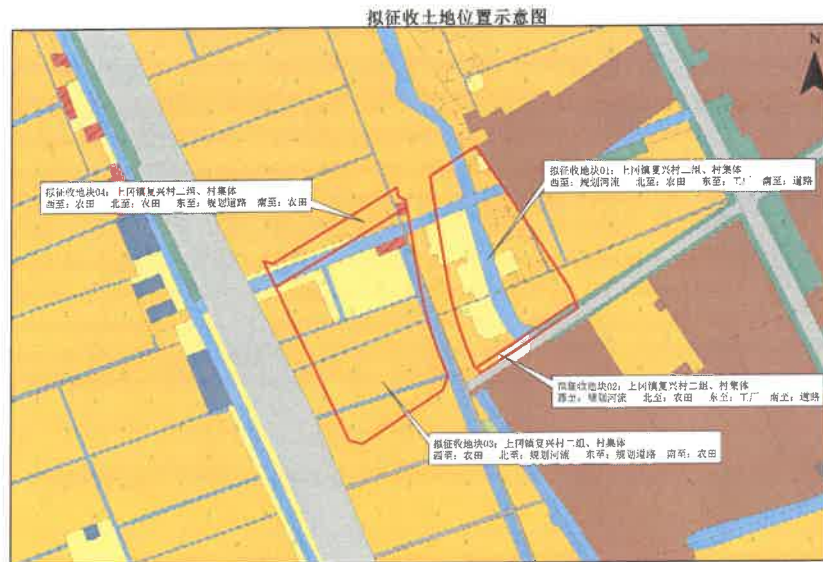 拟征收土地位置示意图
N
拟征收地块01：上冈镇复兴村二组、村集体
西至：规划河流 北至：农田 东至：工厂 南至：道路
拟征收地块04：上冈镇复兴村二组、村集体
西至：农田 北至：农田 东至：规划道路 南至：农田
拟征收地块02：上冈镇复兴村二组、村集体
西至：规划河流 北至：农田 东至：工厂 南至：道路
拟征收地块03：上冈镇复兴村二组、村集体
西至：农田 北至：规划河流 东至：规划道路 南至：农田